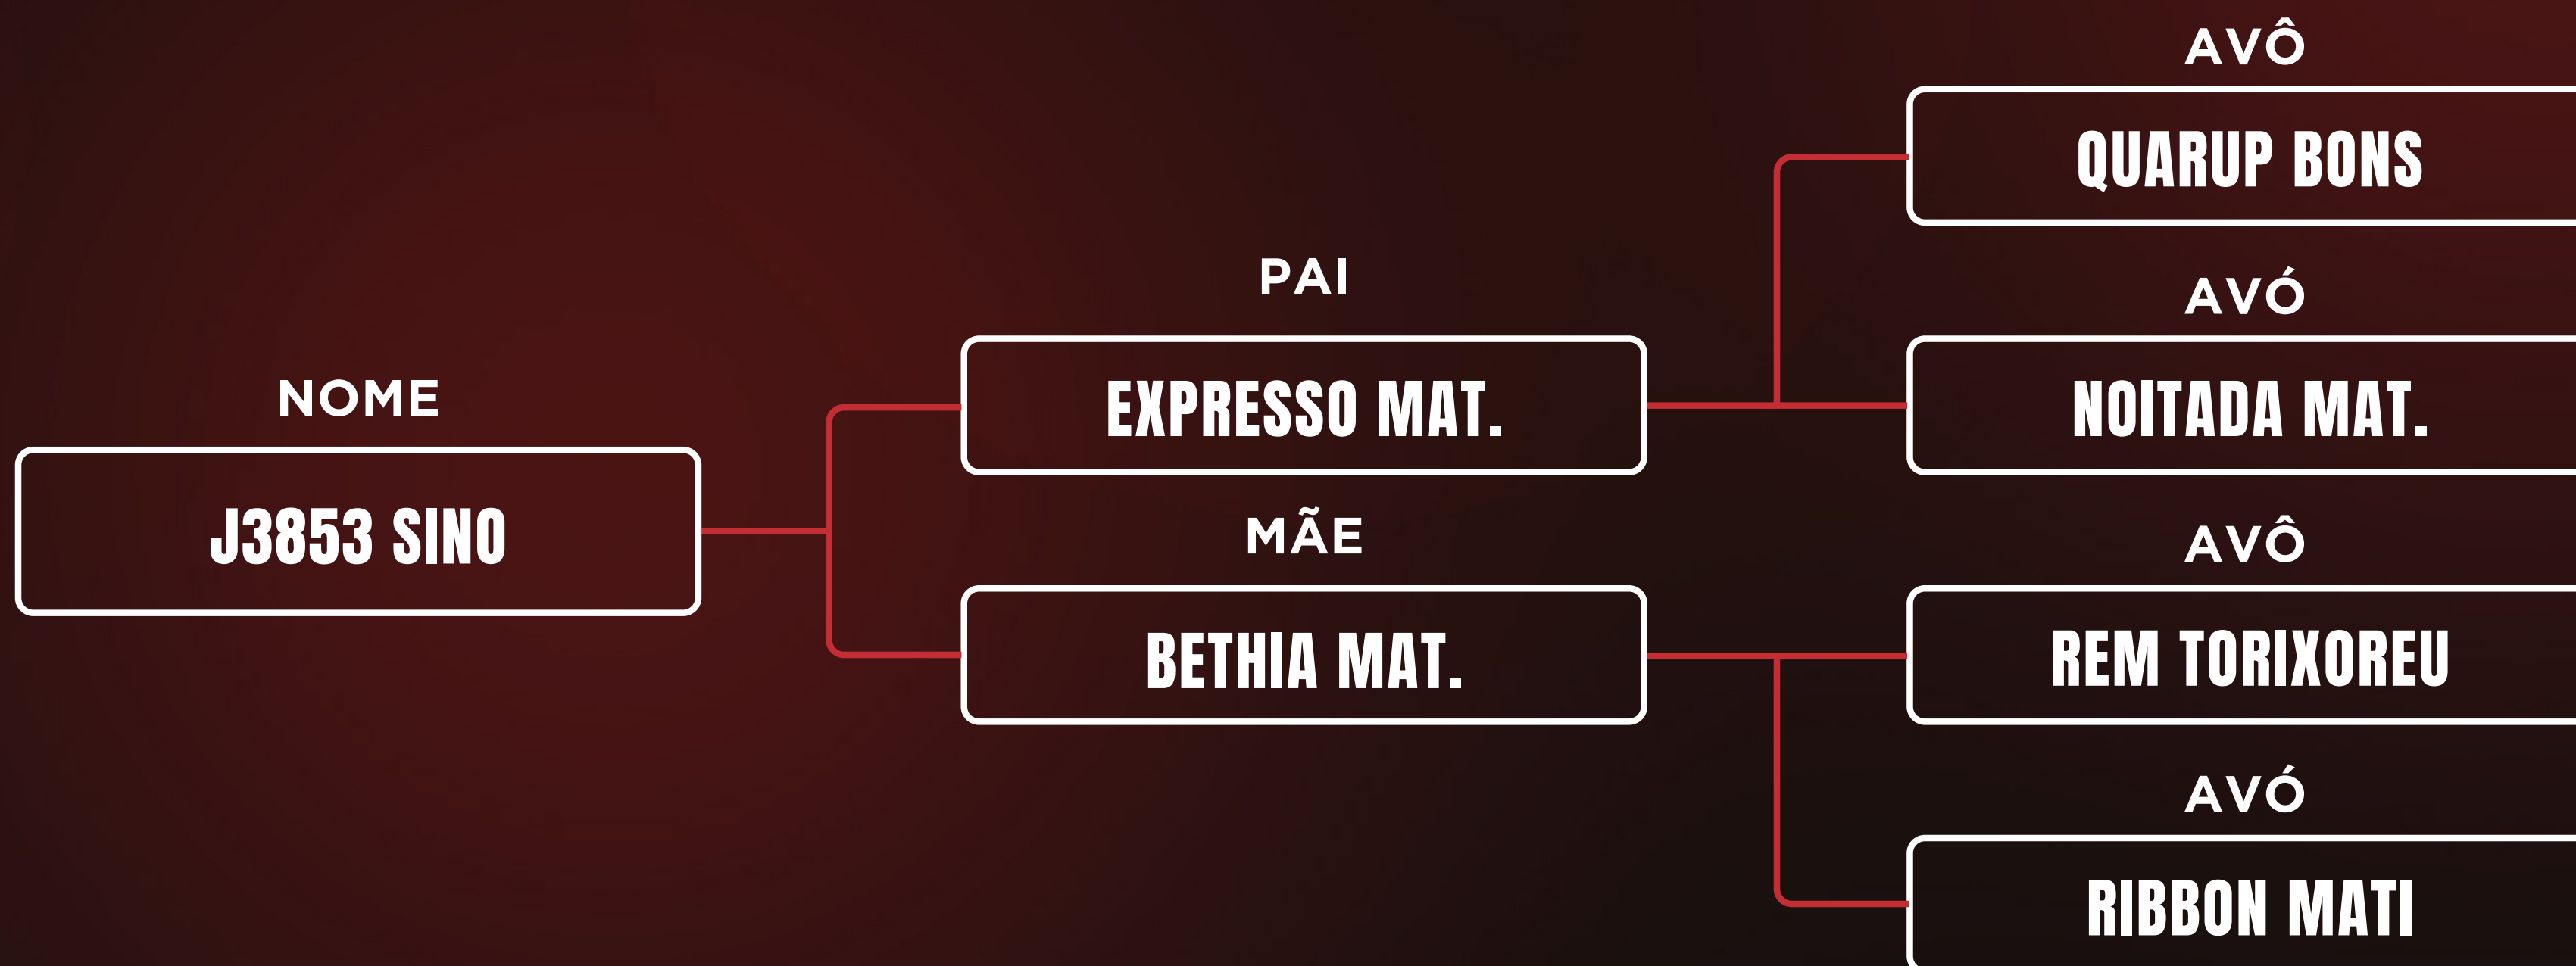 NOME
J3853 SINO
PAI
EXPRESSO MAT.
MÃE
BETHIA MAT.
AVÔ
QUARUP BONS
AVÓ
NOITADA MAT.
AVÔ
REM TORIXOREU
AVÓ
RIBBON MATI